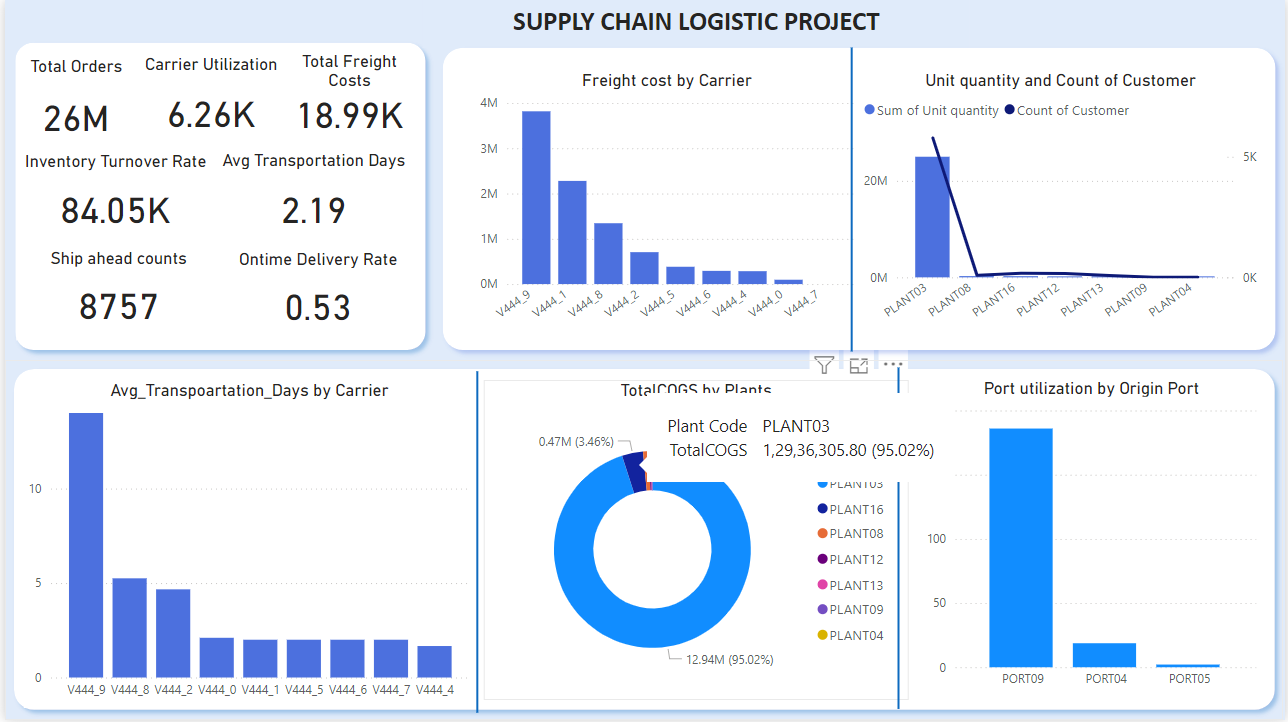 SUPPLY CHAIN LOGISTIC PROJECT
Total Orders
Carrier Utilization
Total Freight
Costs
26M
6.26K
18.99K
Inventory Turnover Rate
Avg Transportation Days
84.05K
2.19
Ship ahead counts
Ontime Delivery Rate
8757
0.53
Freight cost by Carrier
4M
3M
2M
1M
0M
V444_9
V444_1
V444_8
V444_2
V444_5
V444_6
V444_4
V444_0
V444_7
Unit quantity and Count of Customer
Sum of Unit quantity
Count of Customer
20M
0M
5K
0K
PLANT03
PLANT08
PLANT16
PLANT12
PLANT13
PLANT09
PLANT04
Avg_Transpoartation_Days by Carrier
10
5
0
V444_9
V444_8
V444_2
V444_0
V444_1
V444_5
V444_6
V444_7
V444_4
TotalCOGS by Plants
Plant Code PLANT03
TotalCOGS 1,29,36,305.80 (95.02%)
0.47M (3.46%)
12.94M (95.02%)
PLANT03
PLANT16
PLANT08
PLANT12
PLANT13
PLANT09
PLANT04
Port utilization by Origin Port
100
50
0
PORT09
PORT04
PORT05